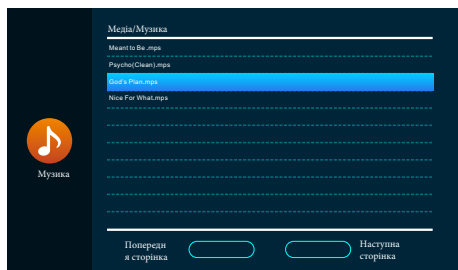 Медіа/Музика
Meant to Be .mps
Psycho(Clean).mps
God's Plan.mps
Nice For What.mps
Музика
Попередн
я сторінка
Наступна
сторінка